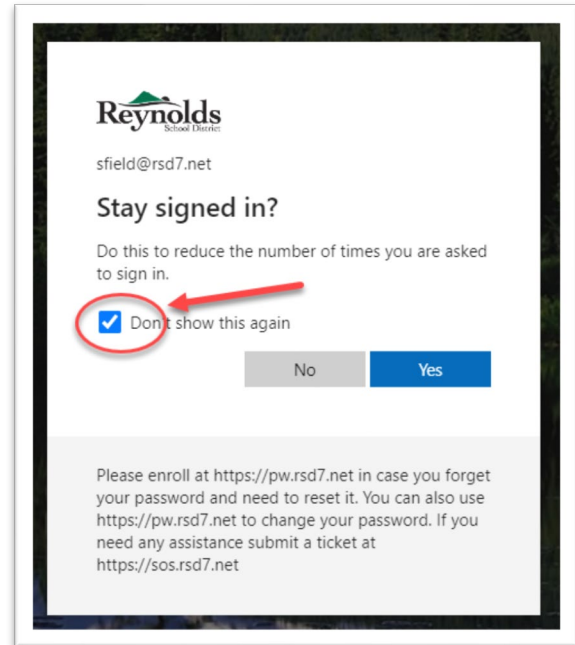 Reynolds
School District
sfield@rsd7.net
Stay signed in?
Do this to reduce the number of times you are asked
to sign in.
Don't show this again
No
Yes
Please enroll at https://pw.rsd7.net in case you forget
your password and need to reset it. You can also use
https://pw.rsd7.net to change your password. If you
need any assistance submit a ticket at
https://sos.rsd7.net